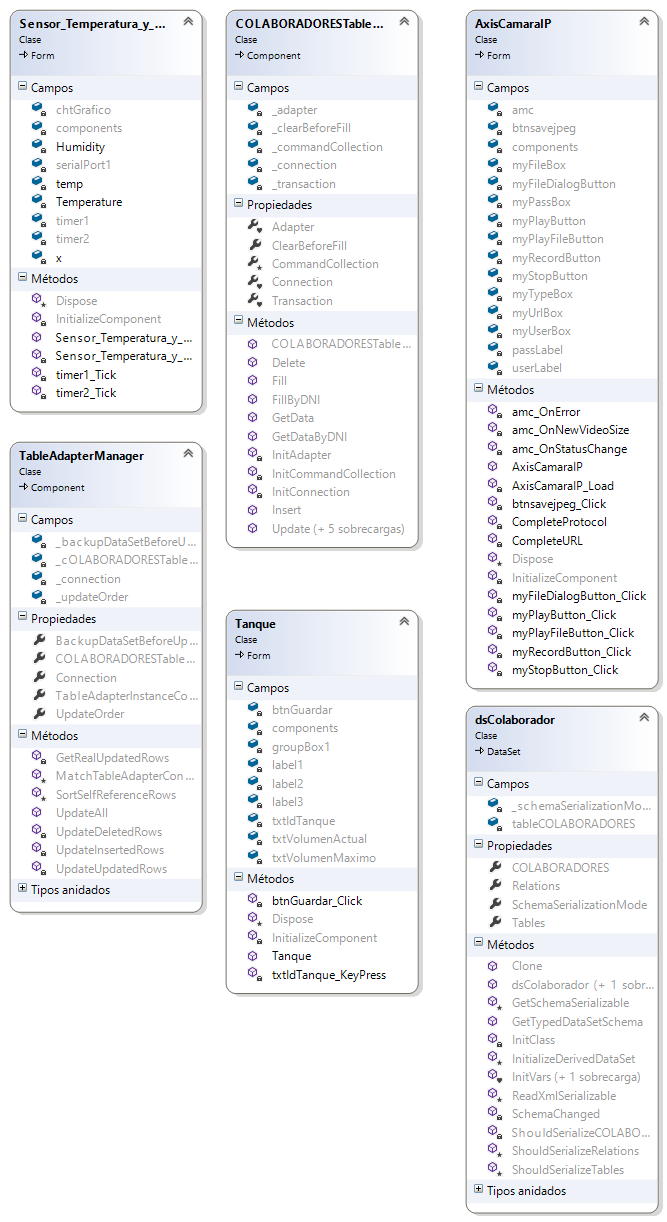 Sensor_Temperatura_y_...
Clase
Form
Campos
chtGrafico
components
Humidity
serialPort1
temp
Temperature
timer1
timer2
x
Métodos
Dispose
InitializeComponent
Sensor_Temperatura_y_...
Sensor_Temperatura_y_...
timer1_Tick
timer2_Tick
TableAdapterManager
Clase
Component
Campos
_backupDataSetBeforeU...
_cOLABORADORESTable...
_connection
_updateOrder
Propiedades
BackupDataSetBeforeUp...
COLABORADORESTable...
Connection
TableAdapterInstanceCo...
UpdateOrder
Métodos
GetRealUpdatedRows
MatchTableAdapterCon...
SortSelfReferenceRows
UpdateAll
UpdateDeletedRows
UpdateInsertedRows
UpdateUpdatedRows
Tipos anidados
COLABORADORESTable...
Clase
Component
Campos
_adapter
_clearBeforeFill
_commandCollection
_connection
_transaction
Propiedades
Adapter
ClearBeforeFill
CommandCollection
Connection
Transaction
Métodos
COLABORADORESTable...
Delete
Fill
FillByDNI
GetData
GetDataByDNI
InitAdapter
InitCommandCollection
InitConnection
Insert
Update (+ 5 sobrecargas)
Tanque
Clase
Form
Campos
btnGuardar
components
groupBox1
label1
label2
label3
txtIdTanque
txtVolumenActual
txtVolumenMaximo
Métodos
btnGuardar_Click
Dispose
InitializeComponent
Tanque
txtIdTanque_KeyPress
AxisCamaraIP
Clase
Form
Campos
amc
btnsavejpeg
components
myFileBox
myFileDialogButton
myPassBox
myPlayButton
myPlayFileButton
myRecordButton
myStopButton
myTypeBox
myUrlBox
myUserBox
passLabel
userLabel
Métodos
amc_OnError
amc_OnNewVideoSize
amc_OnStatusChange
AxisCamaraIP
AxisCamaraIP_Load
btnsavejpeg_Click
CompleteProtocol
CompleteURL
Dispose
InitializeComponent
myFileDialogButton_Click
myPlayButton_Click
myPlayFileButton_Click
myRecordButton_Click
myStopButton_Click
dsColaborador
Clase
DataSet
Campos
_schemaSerializationMo...
tableCOLABORADORES
Propiedades
COLABORADORES
Relations
SchemaSerializationMode
Tables
Métodos
Clone
dsColaborador (+ 1 sobr...
GetSchemaSerializable
GetTypedDataSetSchema
InitClass
InitializeDerivedDataSet
InitVars (+ 1 sobrecarga)
ReadXmlSerializable
SchemaChanged
ShouldSerializeCOLABO...
ShouldSerializeRelations
ShouldSerializeTables
Tipos anidados